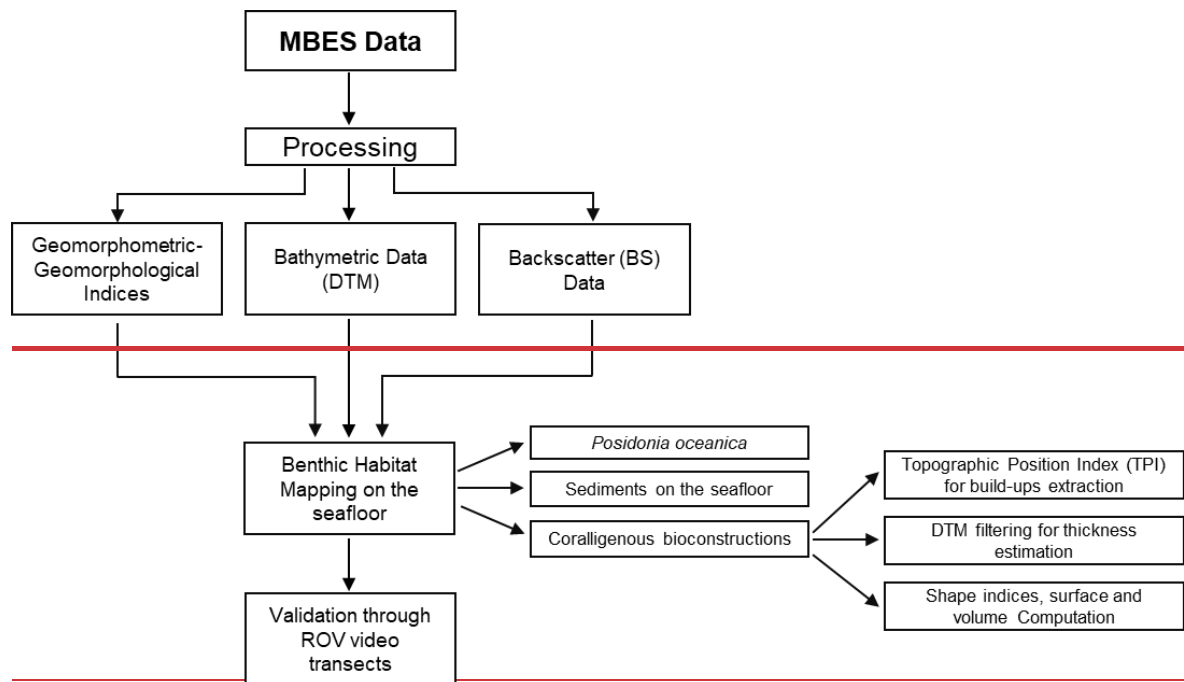 MBES Data
Processing
Geomorphometric-
Geomorphological
Indices
Bathymetric Data
(DTM)
Backscatter (BS)
Data
Benthic Habitat
Mapping on the
seafloor
Posidonia oceanica
Sediments on the seafloor
Coralligenous bioconstructions
Topographic Position Index (TPI)
for build-ups extraction
DTM filtering for thickness
estimation
Shape indices, surface and
volume Computation
Validation through
ROV video
transects